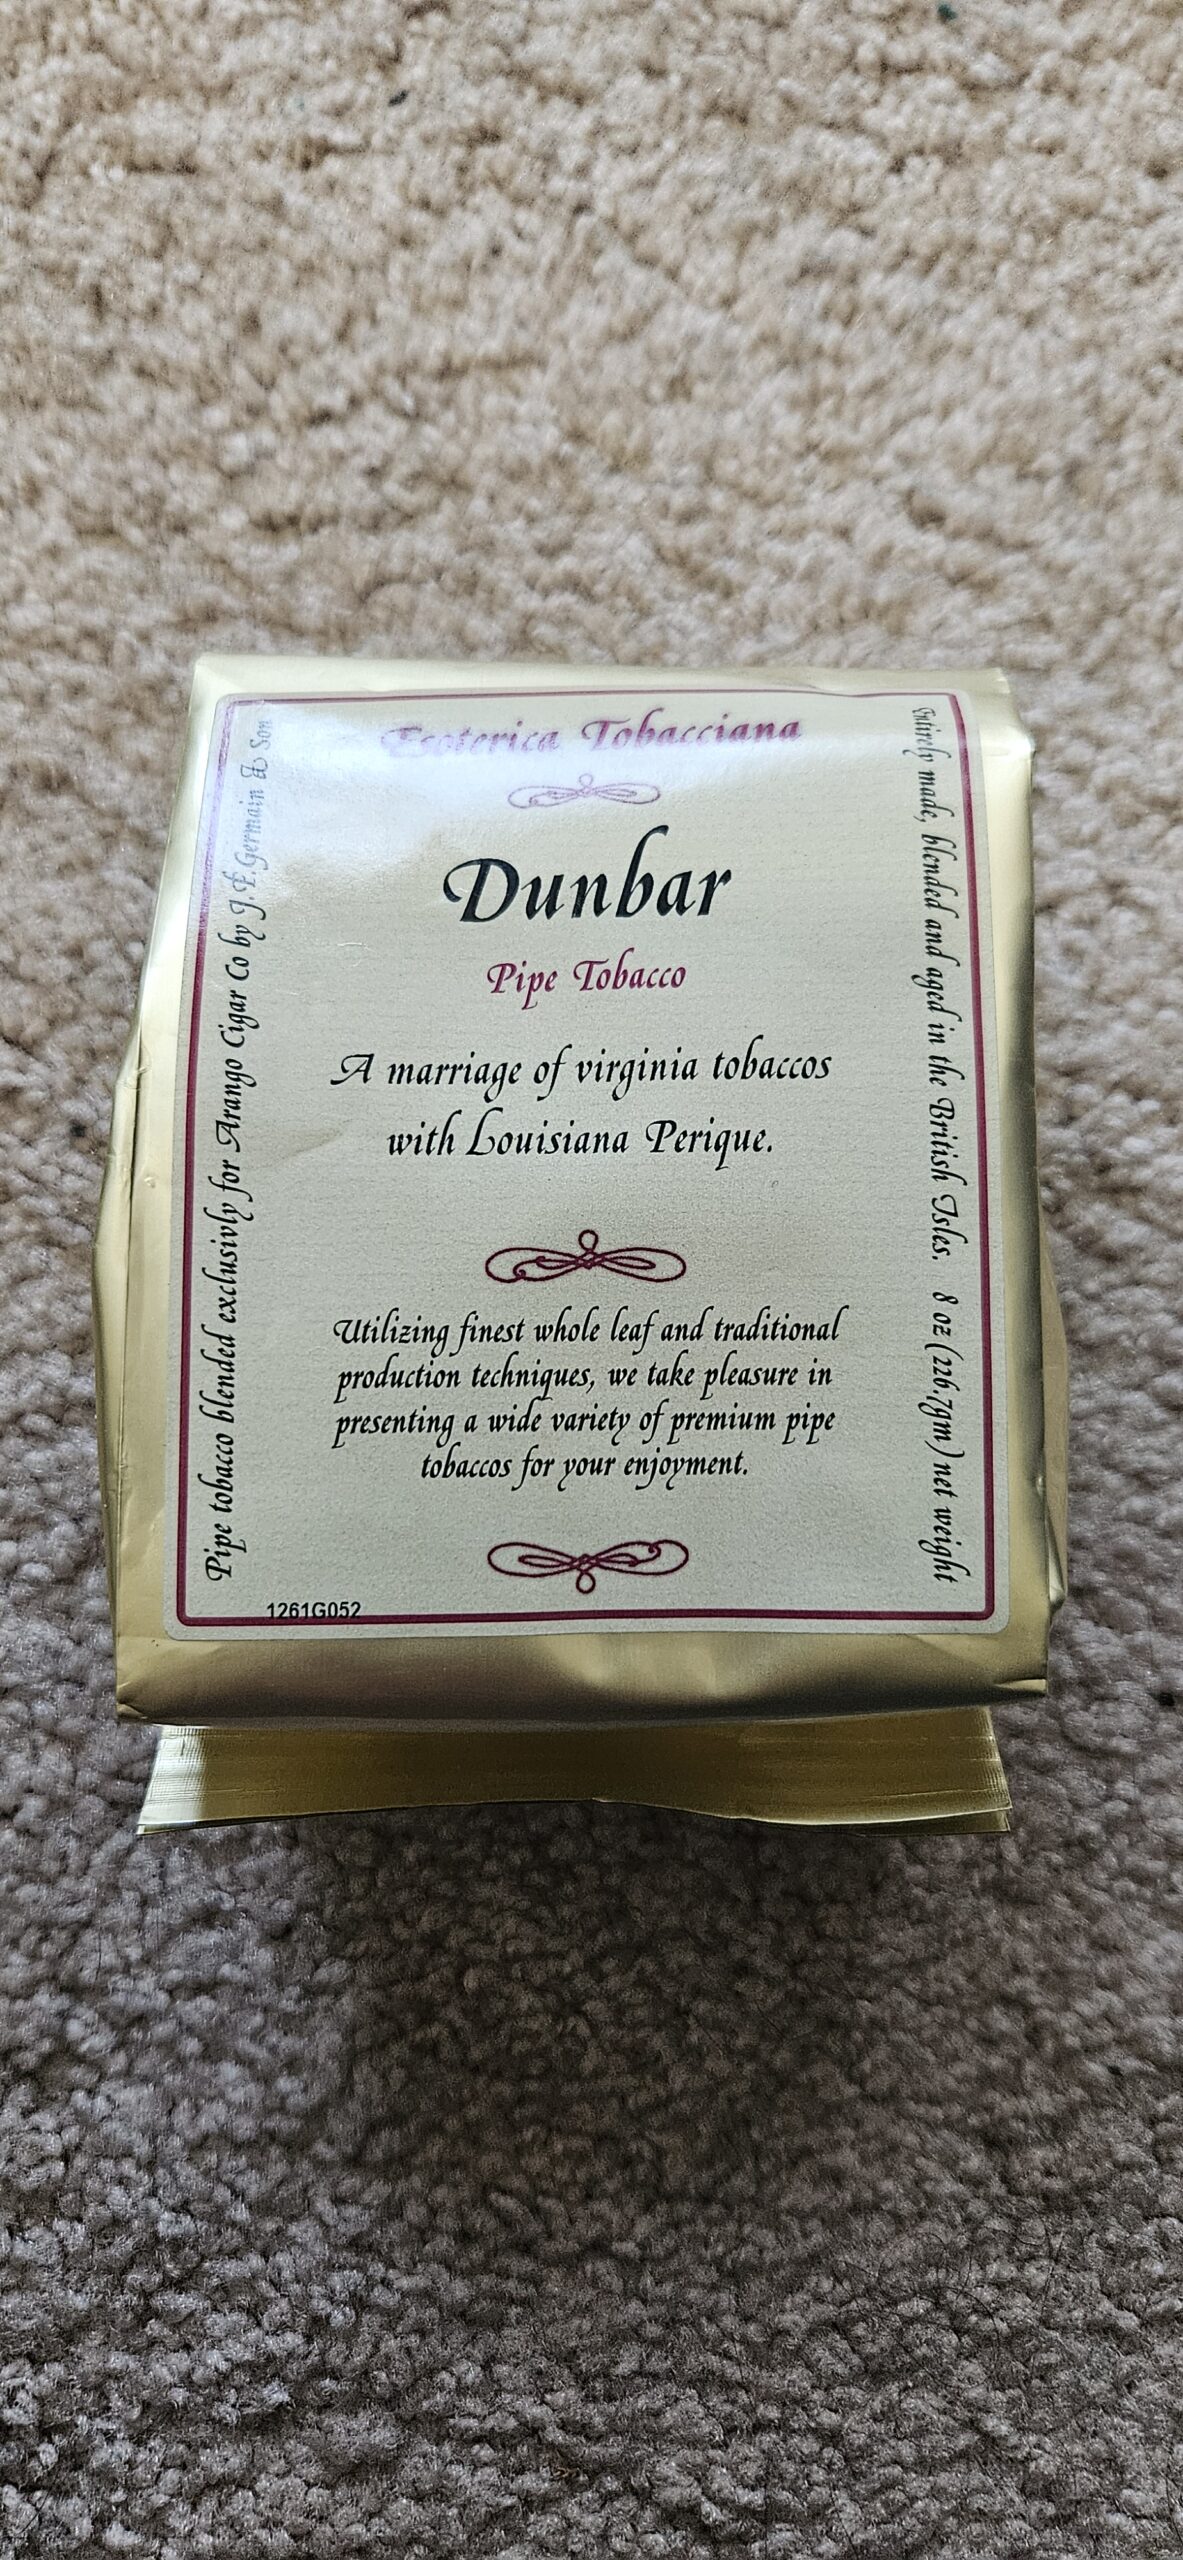 Esoterica Tobacciana
Dunbar
Pipe Tobacco
A marriage of virginia tobaccos
with Louisiana Perique.
Utilizing finest whole leaf and traditional
production techniques, we take pleasure in
presenting a wide variety of premium pipe
tobaccos for your enjoyment.
Pipe tobacco blended exclusivly for Arango Cigar Co by J.F.Germain & Son
Entirely made, blended and aged in the British Isles. 8 oz (226.7gm) net weight
1261G052